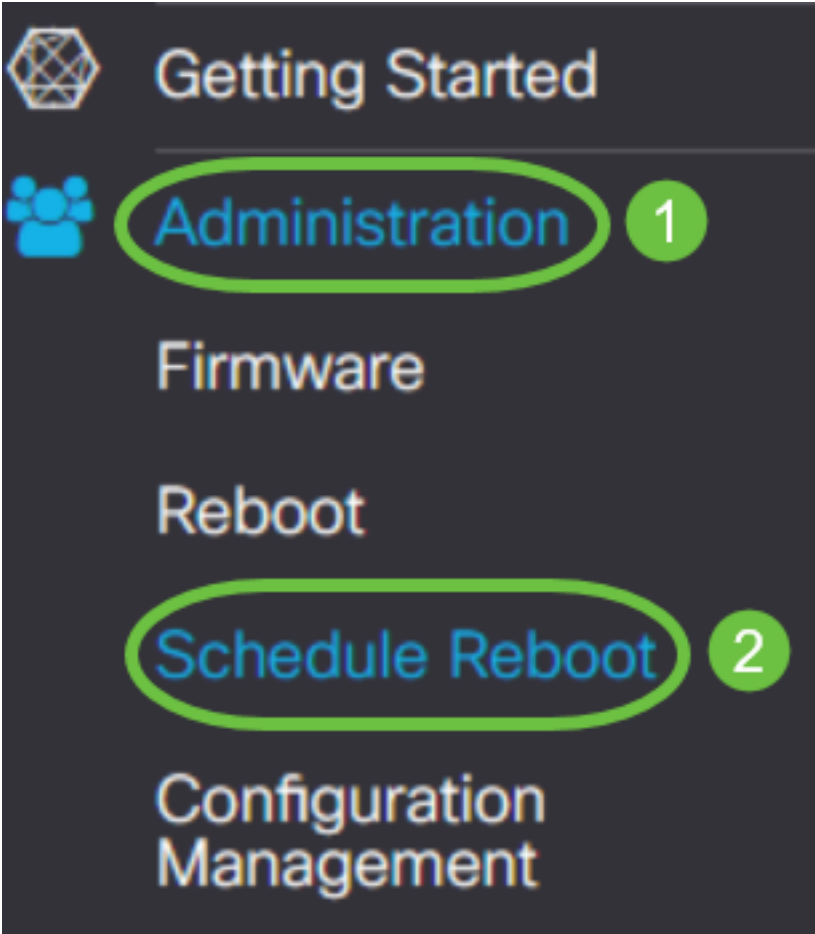 Getting Started
Administration 1
Firmware
Reboot
Schedule Reboot 2
Configuration
Management